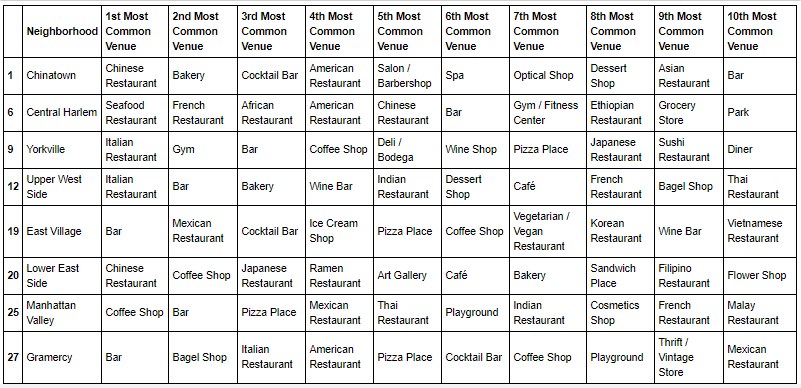 Neighborhood
1st Most
Common
Venue
2nd Most
Common
Venue
3rd Most
Common
Venue
4th Most
Common
Venue
5th Most
Common
Venue
6th Most
Common
Venue
7th Most
Common
Venue
8th Most
Common
Venue
9th Most
Common
Venue
10th Most
Common
Venue
1
Chinatown
Chinese
Restaurant
Bakery
Cocktail Bar
American
Restaurant
Salon /
Barbershop
Spa
Optical Shop
Dessert
Shop
Asian
Restaurant
Bar
6
Central Harlem
Seafood
Restaurant
French
Restaurant
African
Restaurant
American
Restaurant
Chinese
Restaurant
Bar
Gym / Fitness
Center
Ethiopian
Restaurant
Grocery
Store
Park
9
Yorkville
Italian
Restaurant
Gym
Bar
Coffee Shop
Deli /
Bodega
Wine Shop
Pizza Place
Japanese
Restaurant
Sushi
Restaurant
Diner
12
Upper West
Side
Italian
Restaurant
Bar
Bakery
Wine Bar
Indian
Restaurant
Dessert
Shop
Café
French
Restaurant
Bagel Shop
Thai
Restaurant
19
East Village
Bar
Mexican
Restaurant
Cocktail Bar
Ice Cream
Shop
Pizza Place
Coffee Shop
Vegetarian /
Vegan
Restaurant
Korean
Restaurant
Wine Bar
Vietnamese
Restaurant
20
Lower East
Side
Chinese
Restaurant
Coffee Shop
Japanese
Restaurant
Ramen
Restaurant
Art Gallery
Café
Bakery
Sandwich
Place
Filipino
Restaurant
Flower Shop
25
Manhattan
Valley
Coffee Shop
Bar
Pizza Place
Mexican
Restaurant
Thai
Restaurant
Playground
Indian
Restaurant
Cosmetics
Shop
French
Restaurant
Malay
Restaurant
27
Gramercy
Bar
Bagel Shop
Italian
Restaurant
American
Restaurant
Pizza Place
Cocktail Bar
Coffee Shop
Playground
Thrift /
Vintage
Store
Mexican
Restaurant